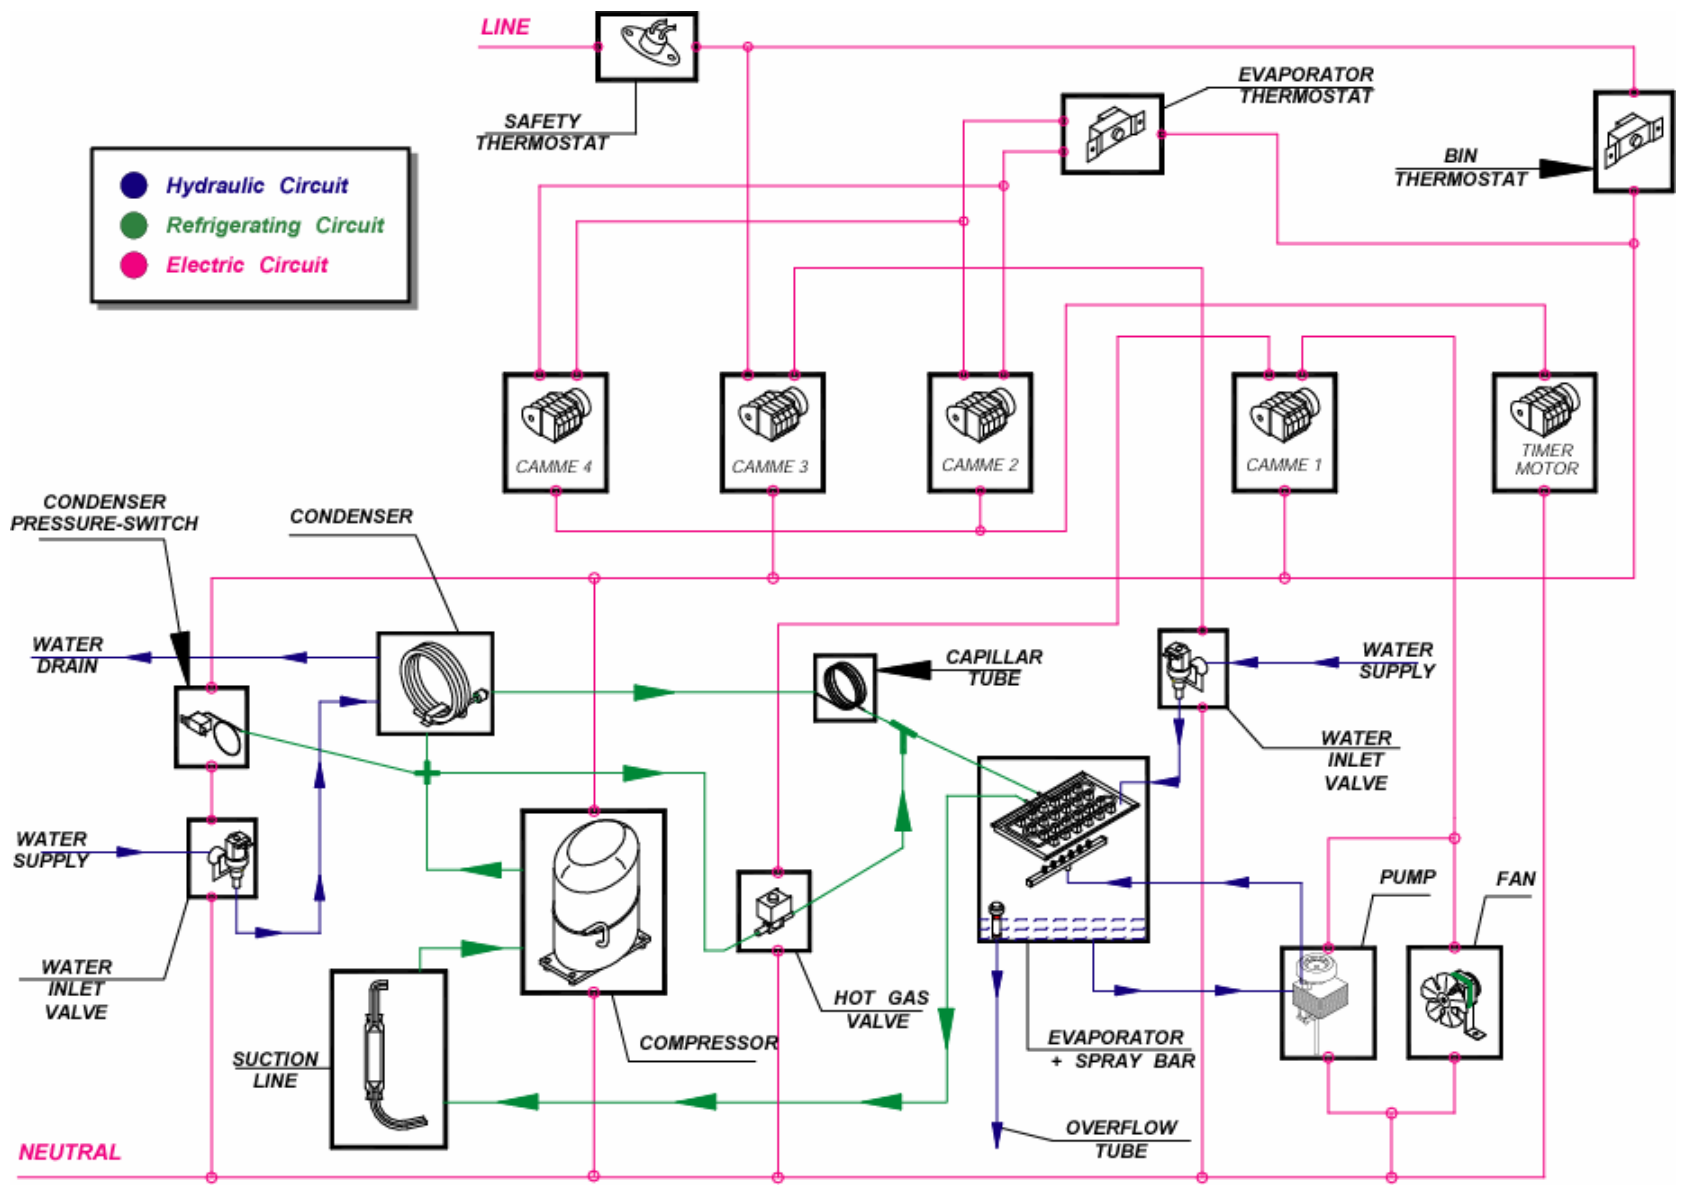 LINE
SAFETY
THERMOSTAT
EVAPORATOR
THERMOSTAT
BIN
THERMOSTAT
Hydraulic Circuit
Refrigerating Circuit
Electric Circuit
CAMME 4
CAMME 3
CAMME 2
CAMME 1
TIMER
MOTOR
CONDENSER
PRESSURE-SWITCH
CONDENSER
WATER
DRAIN
CAPILLAR
TUBE
WATER
SUPPLY
WATER
INLET
VALVE
WATER
SUPPLY
PUMP
FAN
WATER
INLET
VALVE
HOT GAS
VALVE
COMPRESSOR
EVAPORATOR
+ SPRAY BAR
SUCTION
LINE
OVERFLOW
TUBE
NEUTRAL